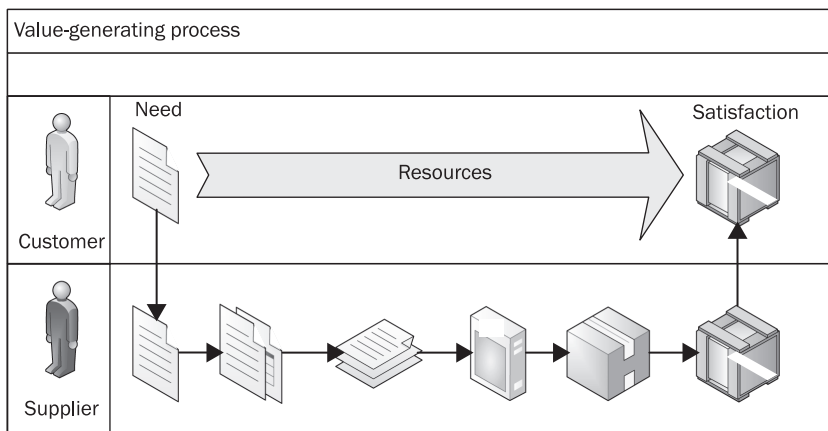 Value-generating process
Need
Satisfaction
Resources
Customer
Supplier